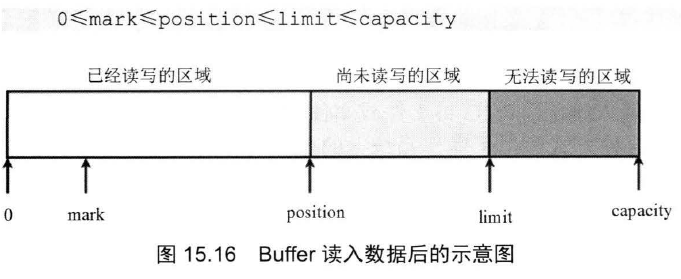 0≤mark≤position≤limit≤capacity
已经读写的区域 尚未读写的区域 无法读写的区域
0 mark position limit capacity
图 15.16 Buffer 读入数据后的示意图